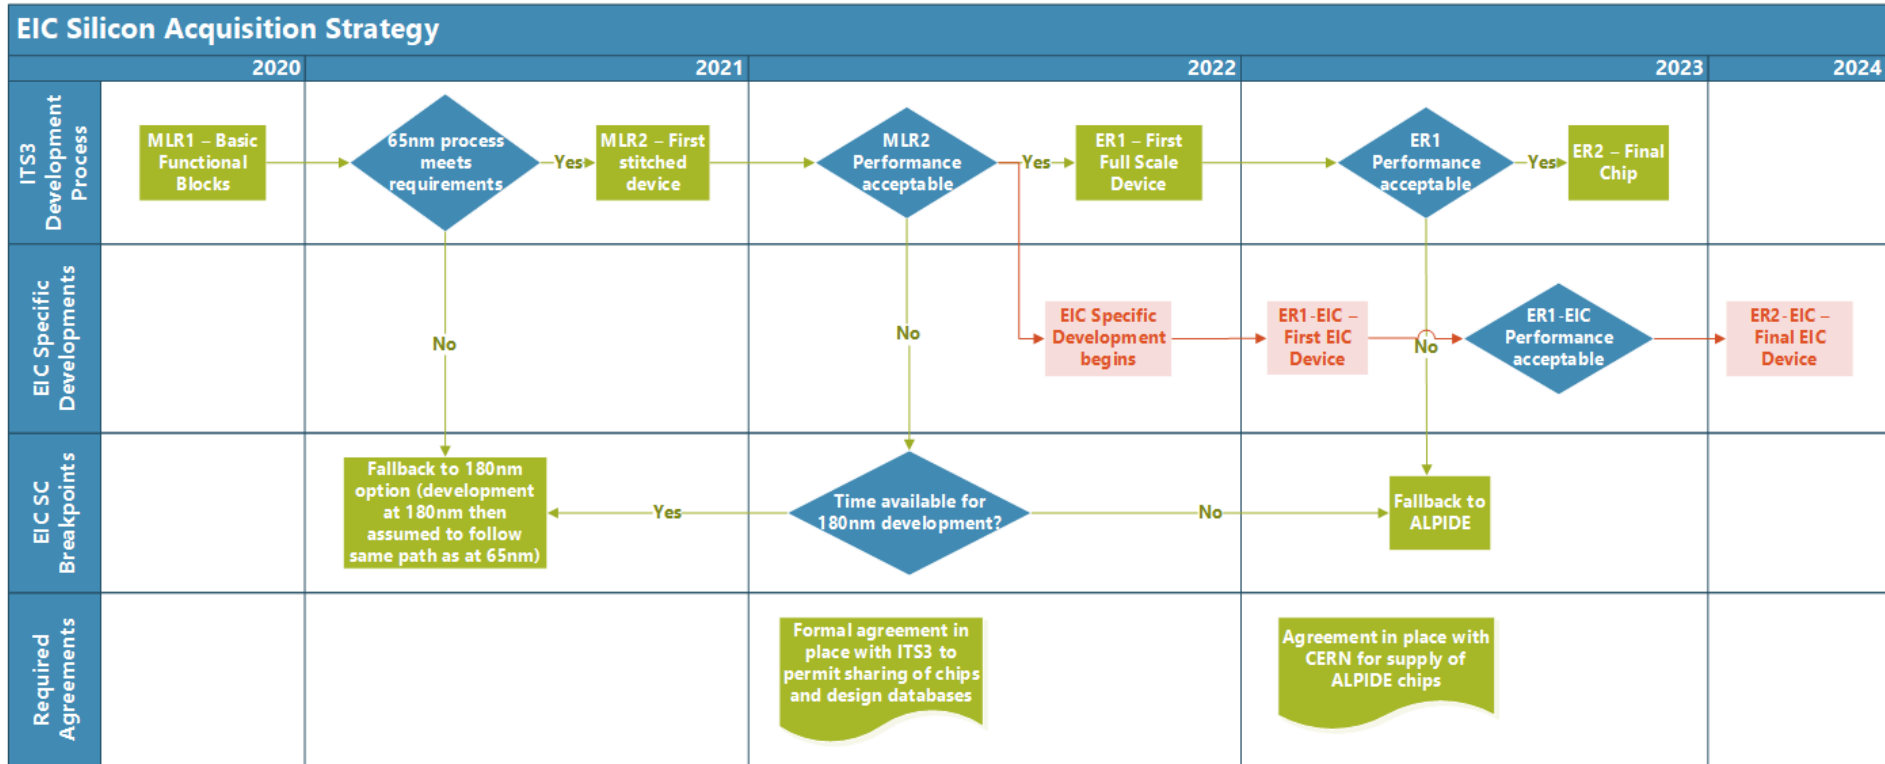 EIC Silicon Acquisition Strategy
2020
2021
2022
2023
2024
ITS3
Development
Process
MLR1 – Basic
Functional
Blocks
65nm process
meets
requirements
Yes
MLR2 – First
stitched
device
MLR2
Performance
acceptable
Yes
ER1 – First
Full Scale
Device
ER1
Performance
acceptable
Yes
ER2 – Final
Chip
EIC Specific
Developments
No
No
EIC Specific
Development
begins
ER1-EIC –
First EIC
Device
No
ER1-EIC
Performance
acceptable
ER2-EIC –
Final EIC
Device
EIC SC
Breakpoints
Fallback to 180nm
option (development
at 180nm then
assumed to follow
same path as at 65nm)
Yes
Time available for
180nm development?
No
Fallback to
ALPIDE
Required
Agreements
Formal agreement in
place with ITS3 to
permit sharing of chips
and design databases
Agreement in place with
CERN for supply of
ALPIDE chips